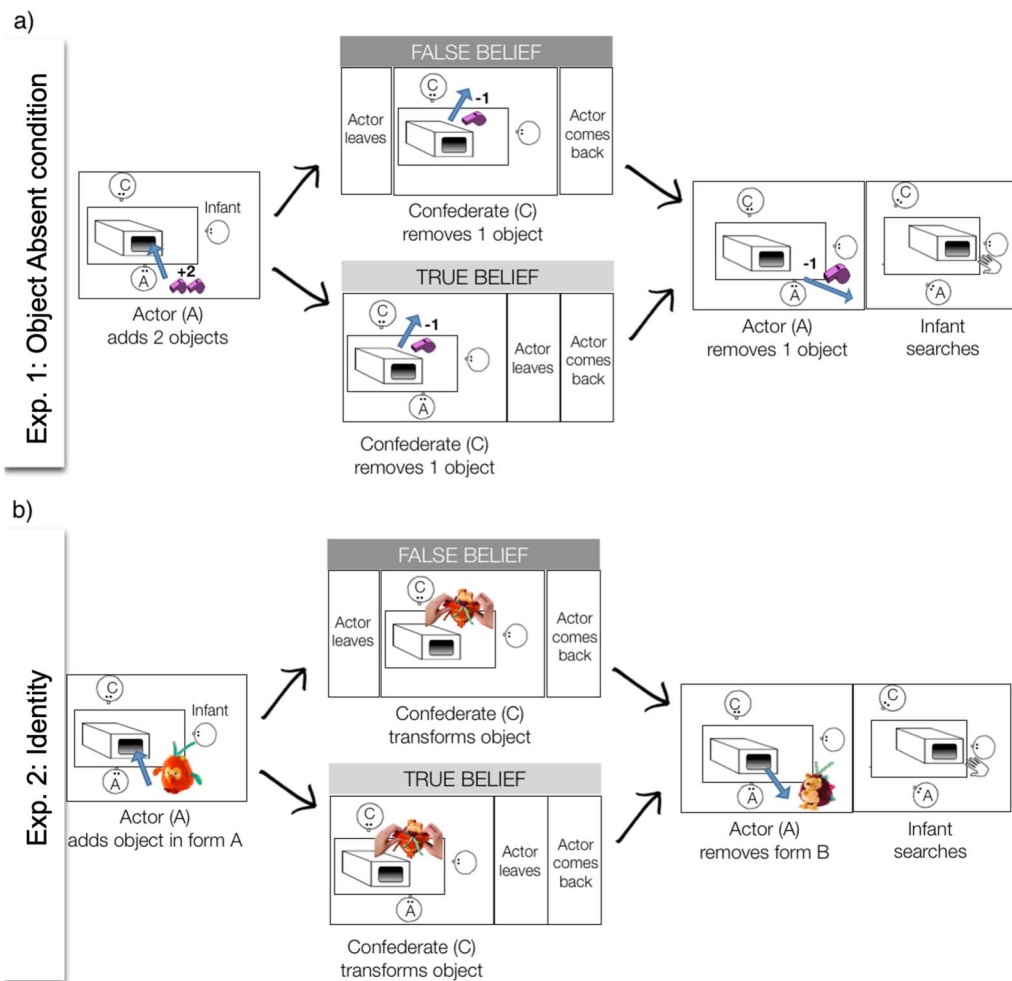 a)
Exp. 1: Object Absent condition
C
Infant
A
+2
Actor (A)
adds 2 objects
FALSE BELIEF
Actor
leaves
C
-1
Actor
comes
back
Confederate (C)
removes 1 object
TRUE BELIEF
C
-1
A
Actor
leaves
Actor
comes
back
Confederate (C)
removes 1 object
C
-1
A
Actor (A)
removes 1 object
C
A
Infant
searches
b)
Exp. 2: Identity
C
Infant
A
Actor (A)
adds object in form A
FALSE BELIEF
Actor
leaves
C
Actor
comes
back
Confederate (C)
transforms object
TRUE BELIEF
C
A
Actor
leaves
Actor
comes
back
Confederate (C)
transforms object
C
A
Actor (A)
removes form B
C
A
Infant
searches